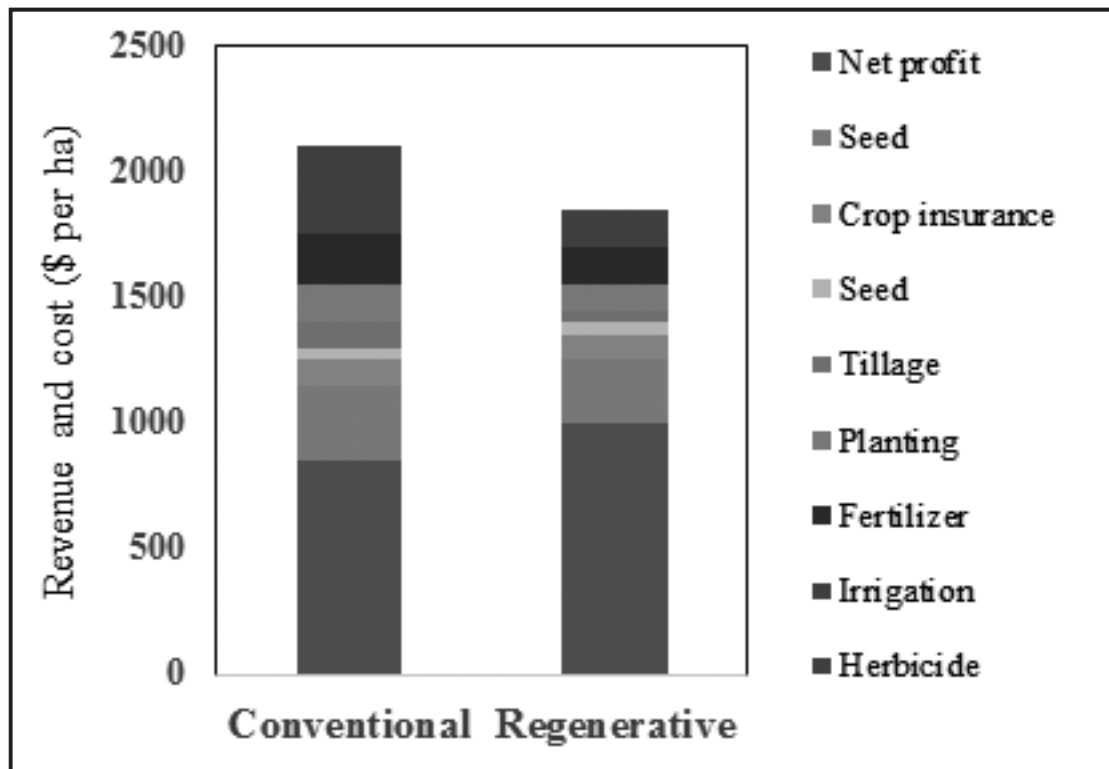 Revenue and cost ($ per ha)
2500
2000
1500
1000
500
0
Conventional Regenerative
Net profit
Seed
Crop insurance
Seed
Tillage
Planting
Fertilizer
Irrigation
Herbicide